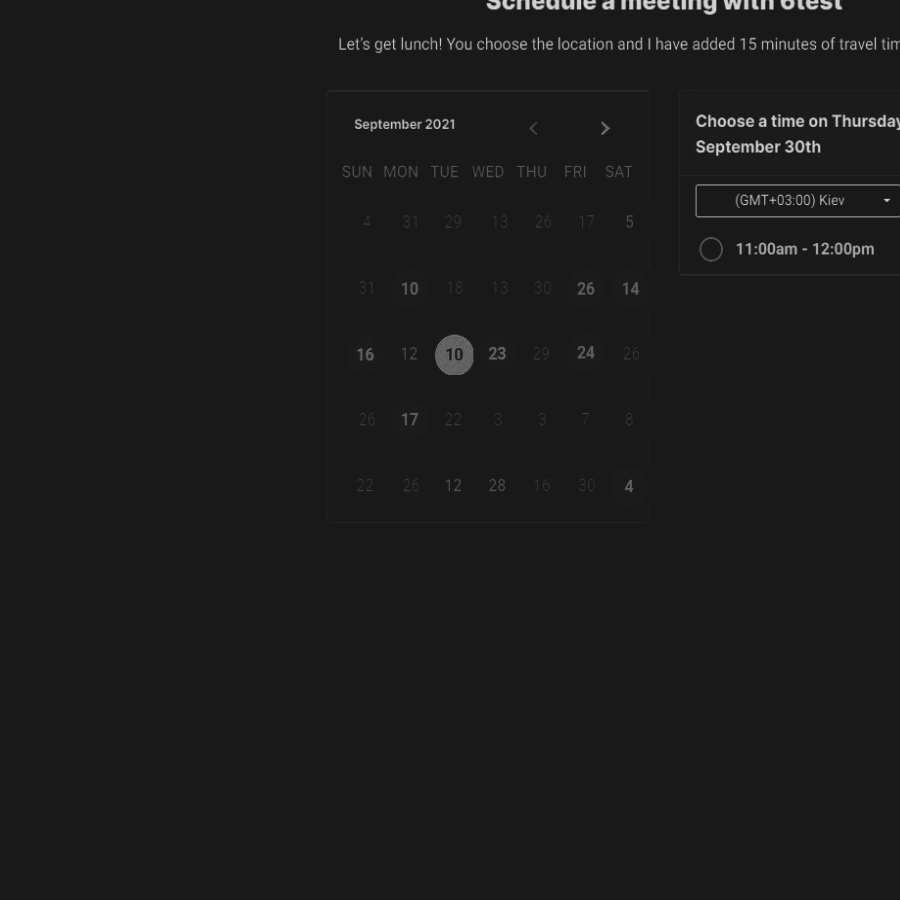 Schedule a meeting with 6test
Let's get lunch! You choose the location and I have added 15 minutes of travel
September 2021
SUN MON TUE WED THU FRI SAT
4 31 29 13 26 17 5
31 10 18 13 30 26 14
16 12 10 23 29 24 26
26 17 22 3 3 7 8
22 26 12 28 16 30 4
Choose a time on Thursday
September 30th
(GMT+03:00) Kiev
11:00am - 12:00pm